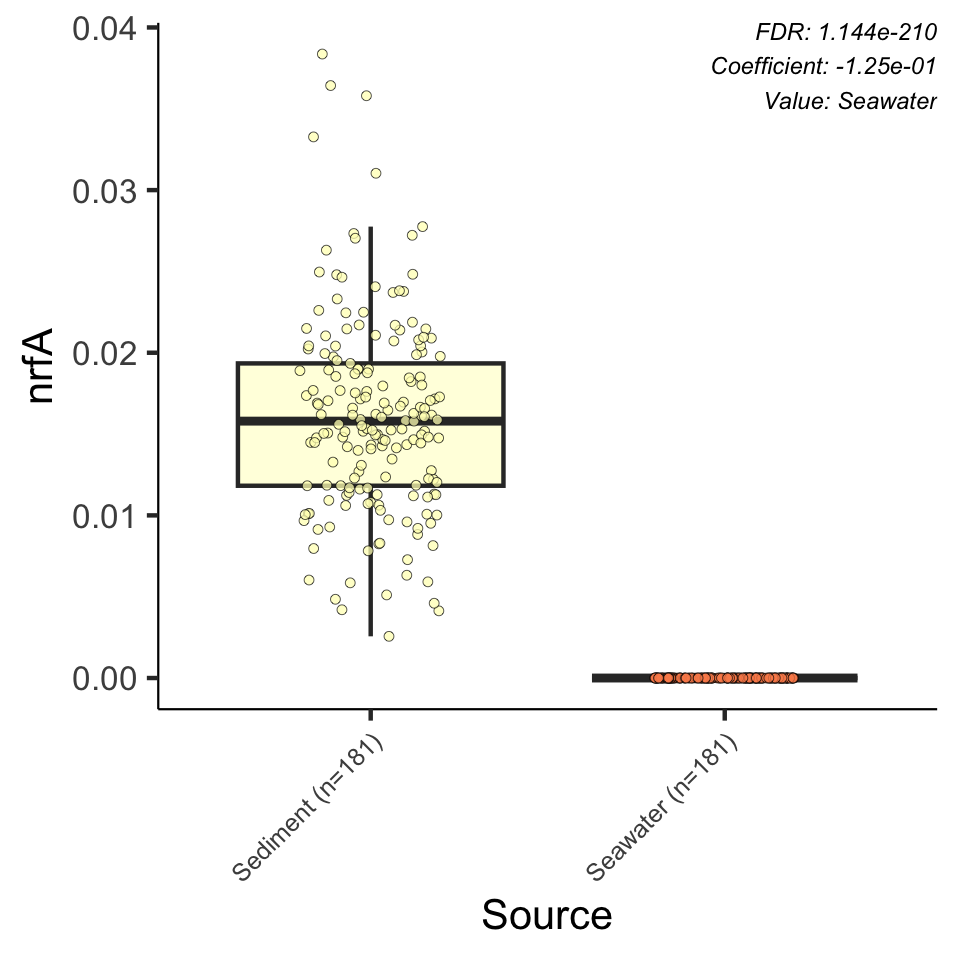 FDR: 1.144e-210
Coefficient: -1.25e-01
Value: Seawater
nrfA
0.04
0.03
0.02
0.01
0.00
Sediment (n=181)
Seawater (n=181)
Source